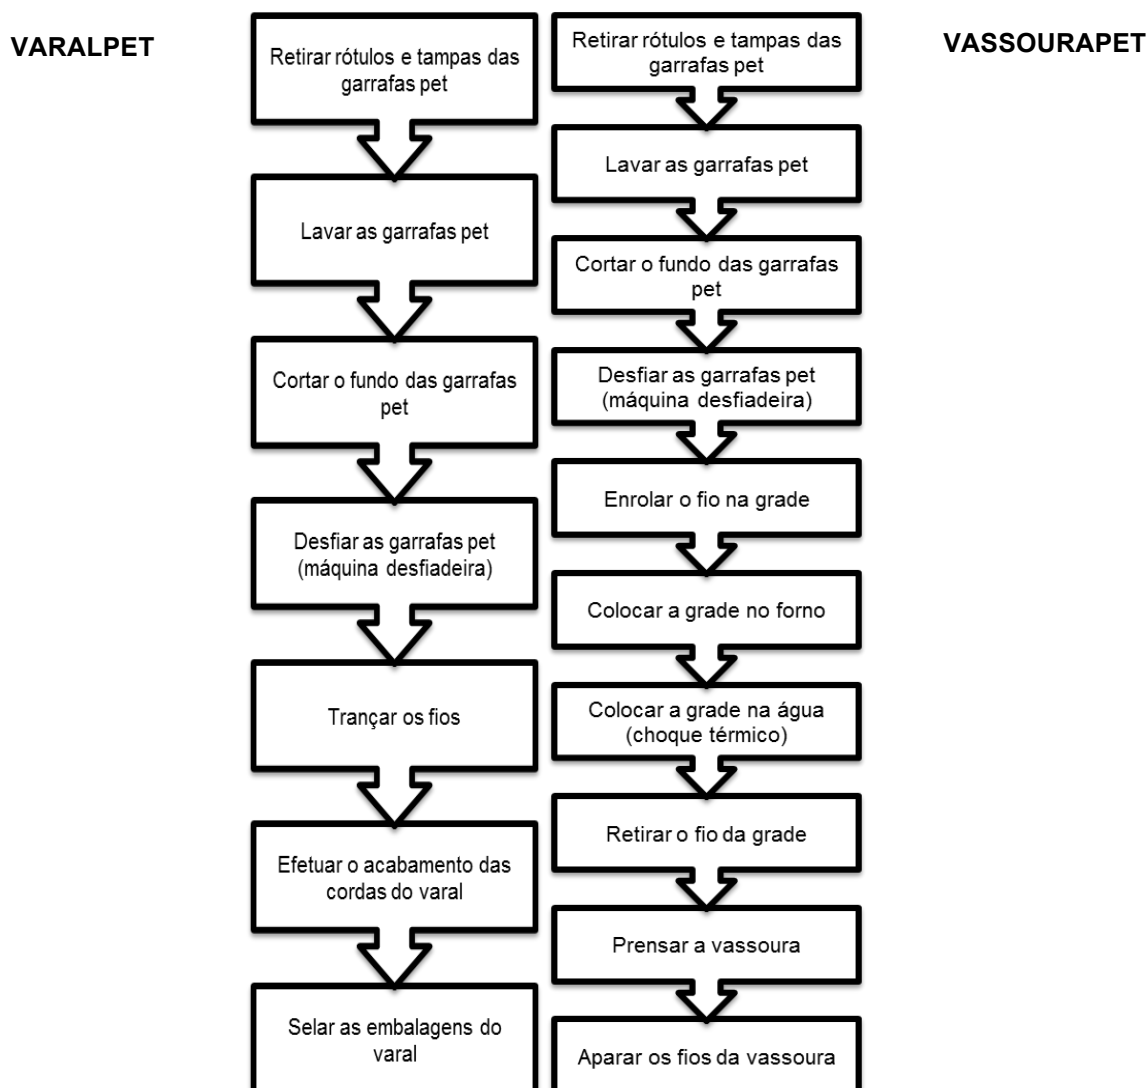 VARALPET
Retirar rótulos e tampas das
garrafas pet
Lavar as garrafas pet
Cortar o fundo das garrafas
pet
Desfiar as garrafas pet
(máquina desfiadeira)
Trançar os fios
Efetuar o acabamento das
cordas do varal
Selar as embalagens do
varal
VASSOURAPET
Retirar rótulos e tampas das
garrafas pet
Lavar as garrafas pet
Cortar o fundo das garrafas
pet
Desfiar as garrafas pet
(máquina desfiadeira)
Enrolar o fio na grade
Colocar a grade no forno
Colocar a grade na água
(choque térmico)
Retirar o fio da grade
Prensar a vassoura
Aparar os fios da vassoura